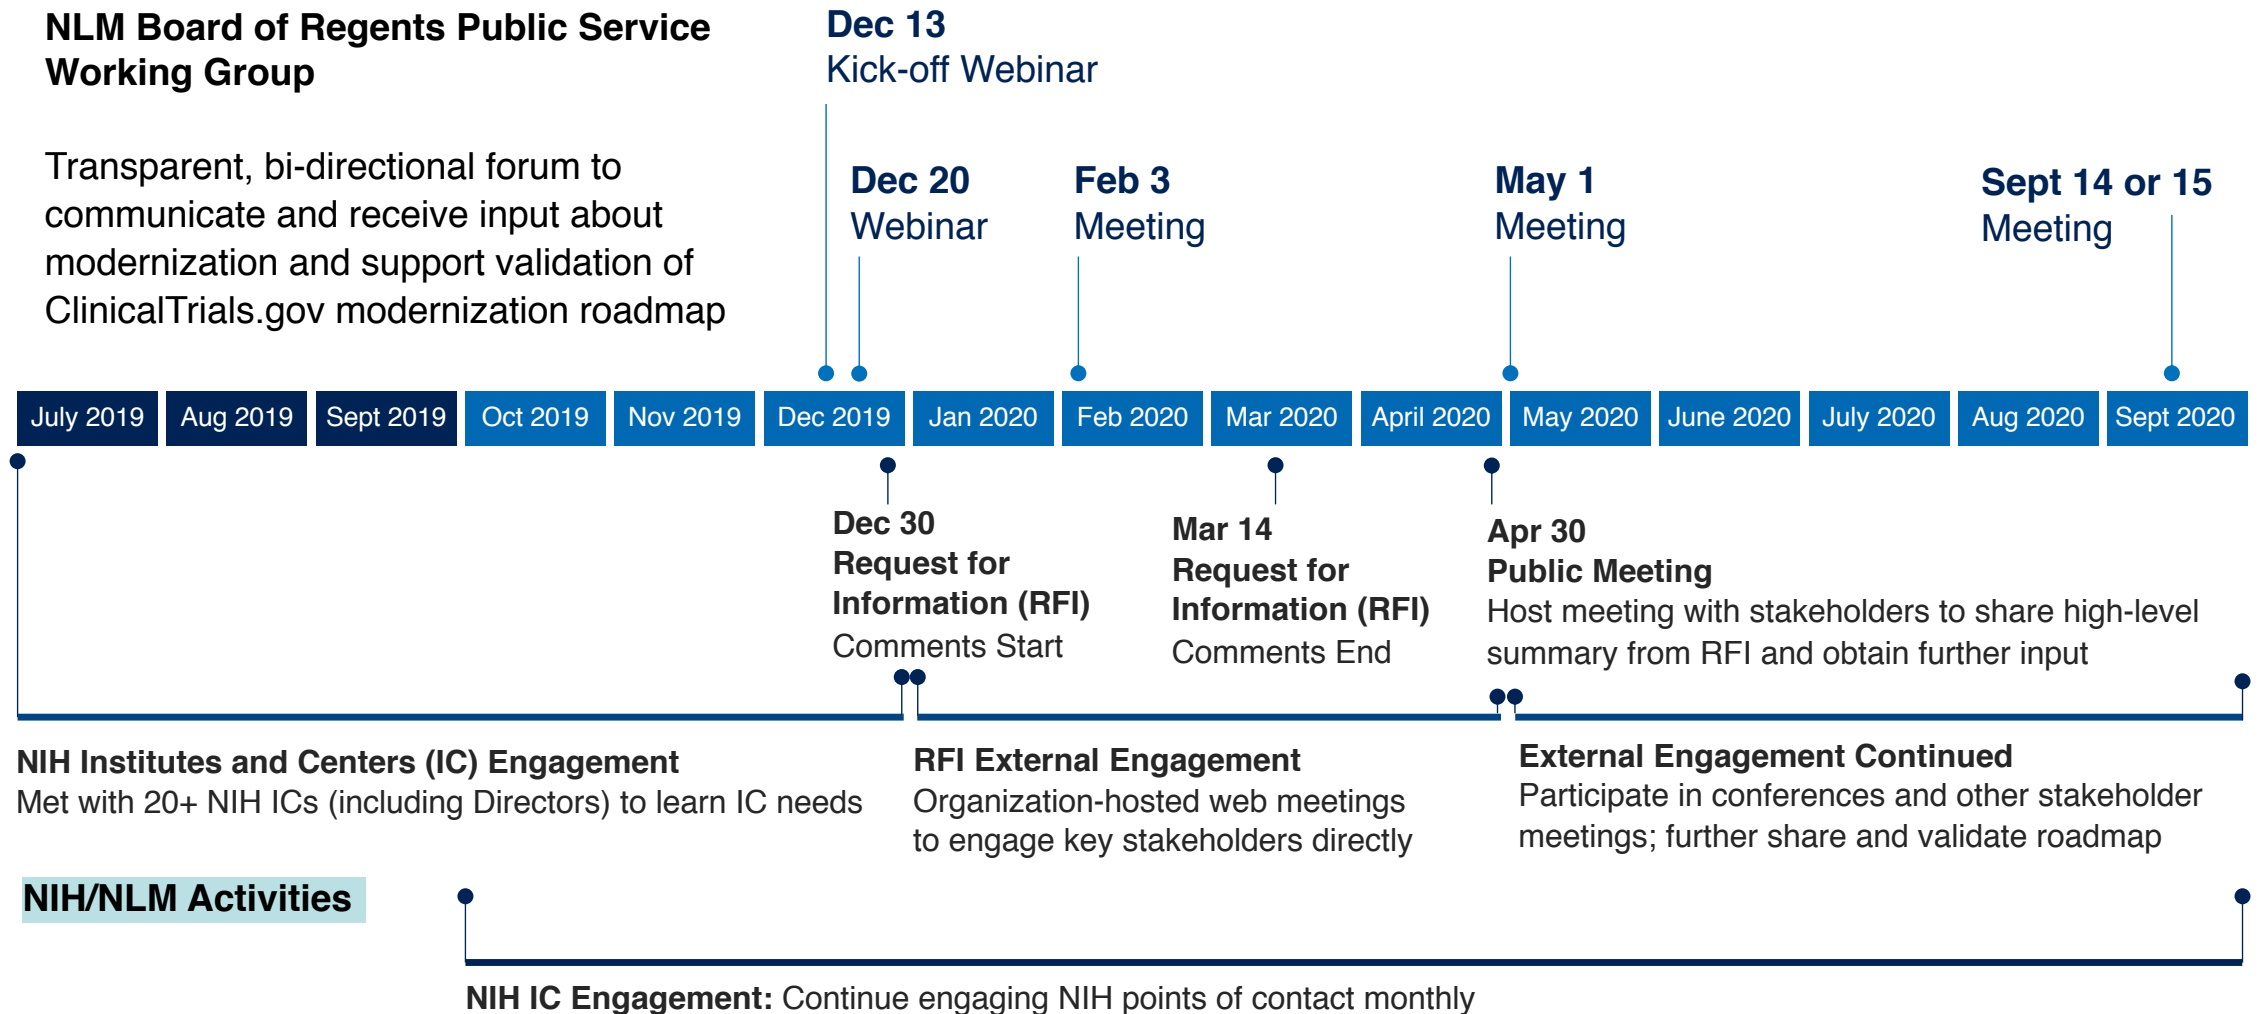 NLM Board of Regents Public Service
Working Group
Transparent, bi-directional forum to
communicate and receive input about
modernization and support validation of
ClinicalTrials.gov modernization roadmap
Dec 13
Kick-off Webinar
Dec 20
Webinar
Feb 3
Meeting
May 1
Meeting
Sept 14 or 15
Meeting
July 2019
Aug 2019
Sept 2019
Oct 2019
Nov 2019
Dec 2019
Jan 2020
Feb 2020
Mar 2020
April 2020
May 2020
June 2020
July 2020
Aug 2020
Sept 2020
Dec 30
Request for
Information (RFI)
Comments Start
Mar 14
Request for
Information (RFI)
Comments End
Apr 30
Public Meeting
Host meeting with stakeholders to share high-level
summary from RFI and obtain further input
NIH Institutes and Centers (IC) Engagement
Met with 20+ NIH ICs (including Directors) to learn IC needs
RFI External Engagement
Organization-hosted web meetings
to engage key stakeholders directly
External Engagement Continued
Participate in conferences and other stakeholder
meetings; further share and validate roadmap
NIH/NLM Activities
NIH IC Engagement: Continue engaging NIH points of contact monthly